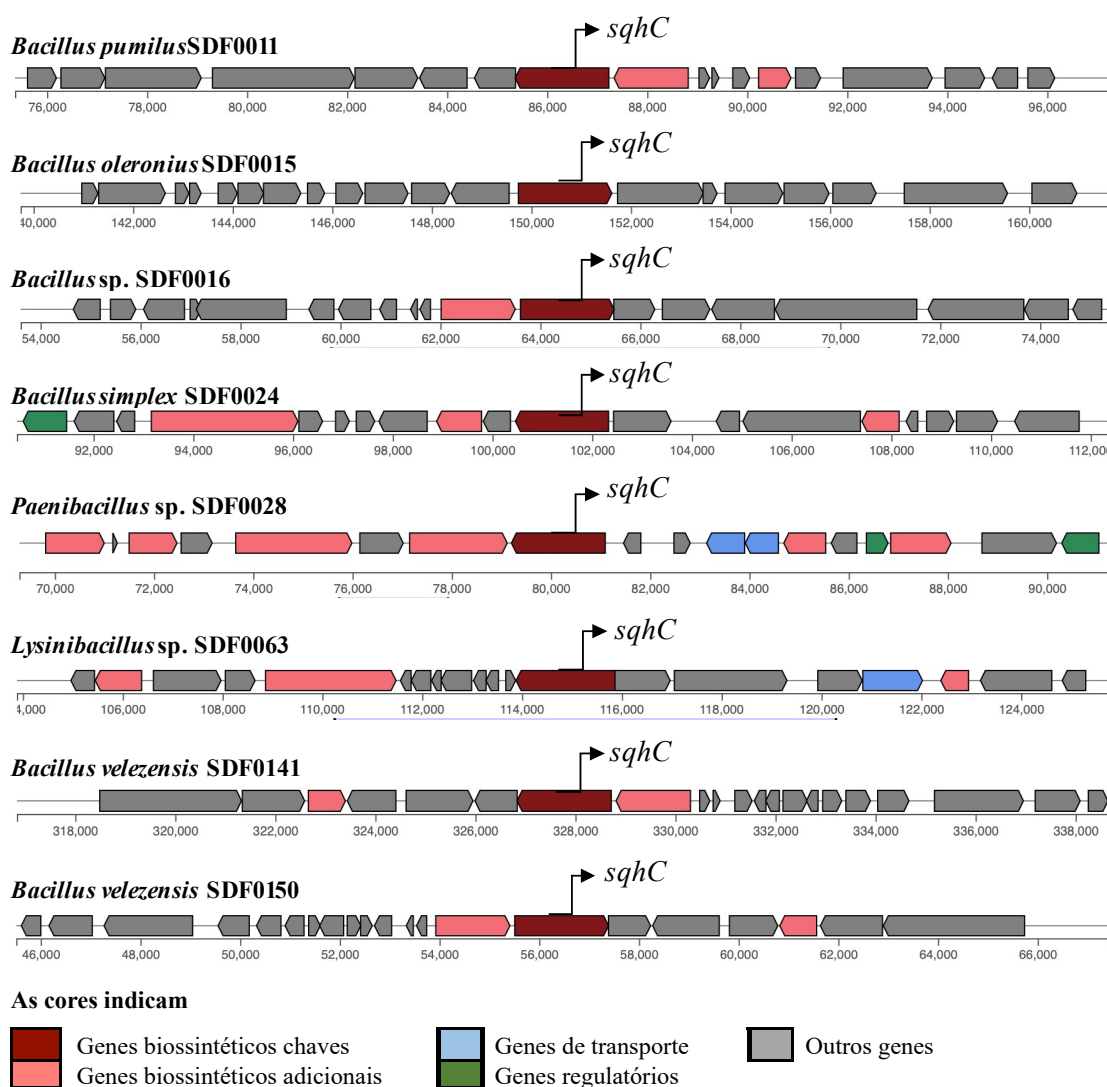 sqhC
Bacillus pumilus SDF0011
76,000 78,000 80,000 82,000 84,000 86,000 88,000 90,000 92,000 94,000 96,000
sqhC
Bacillus oleronius SDF0015
40,000 142,000 144,000 146,000 148,000 150,000 152,000 154,000 156,000 158,000 160,000
sqhC
Bacillus sp. SDF0016
54,000 56,000 58,000 60,000 62,000 64,000 66,000 68,000 70,000 72,000 74,000
sqhC
Bacillus simplex SDF0024
92,000 94,000 96,000 98,000 100,000 102,000 104,000 106,000 108,000 110,000 112,000
sqhC
Paenibacillus sp. SDF0028
70,000 72,000 74,000 76,000 78,000 80,000 82,000 84,000 86,000 88,000 90,000
sqhC
Lysinibacillus sp. SDF0063
4,000 106,000 108,000 110,000 112,000 114,000 116,000 118,000 120,000 122,000 124,000
sqhC
Bacillus velezensis SDF0141
318,000 320,000 322,000 324,000 326,000 328,000 330,000 332,000 334,000 336,000 338,000
sqhC
Bacillus velezensis SDF0150
46,000 48,000 50,000 52,000 54,000 56,000 58,000 60,000 62,000 64,000 66,000
As cores indicam
Genes biossintéticos chaves Genes de transporte Outros genes
Genes biossintéticos adicionais Genes regulatórios